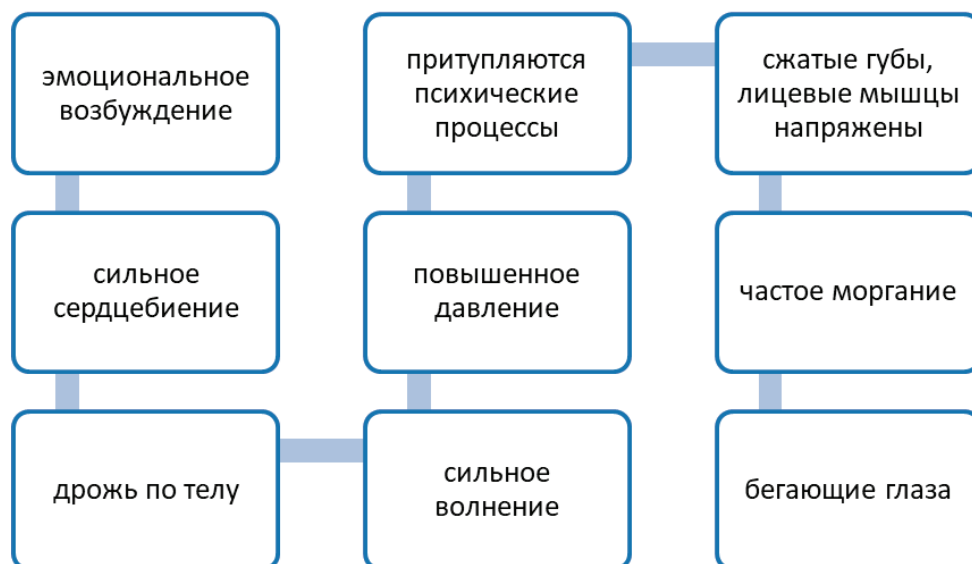 эмоциональное
возбуждение
сильное
сердцебиение
дрожь по телу
сильное
волнение
повышенное
давление
притупляются
психические
процессы
сжатые губы,
лицевые мышцы
напряжены
частое моргание
бегающие глаза